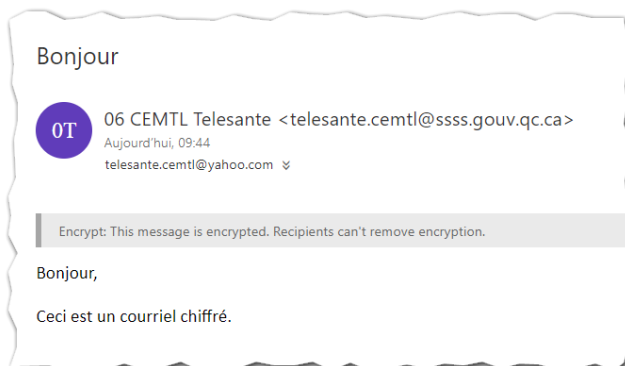 Bonjour
0T
06 CEMTL Telesante <telesante.cemtl@ssss.gouv.qc.ca>
Aujourd'hui, 09:44
telesante.cemtl@yahoo.com
Encrypt: This message is encrypted. Recipients can't remove encryption.
Bonjour,
Ceci est un courriel chiffré.